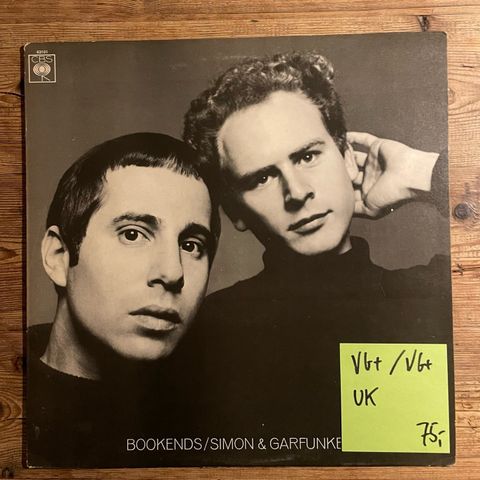 63101
CBS
VG+ / VG+
UK
75,-
BOOKENDS/SIMON & GARFUNKE